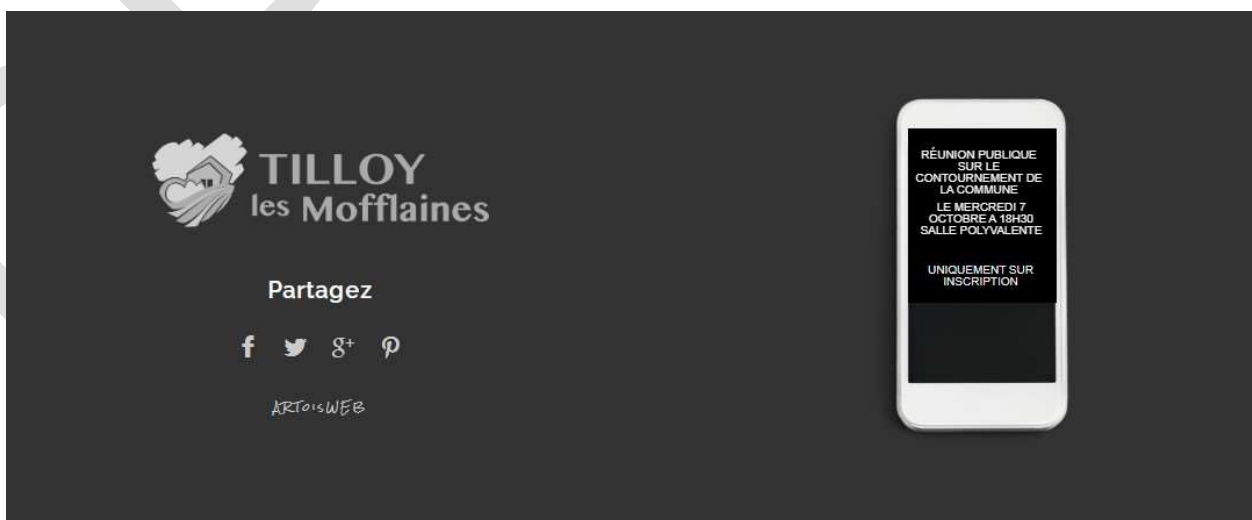 TILLOY
les Mofflaines
Partagez
ARTOISWEB
RÉUNION PUBLIQUE
SUR LE
CONTOURNEMENT DE
LA COMMUNE
LE MERCREDI 7
OCTOBRE A 18H30
SALLE POLYVALENTE
UNIQUEMENT SUR
INSCRIPTION